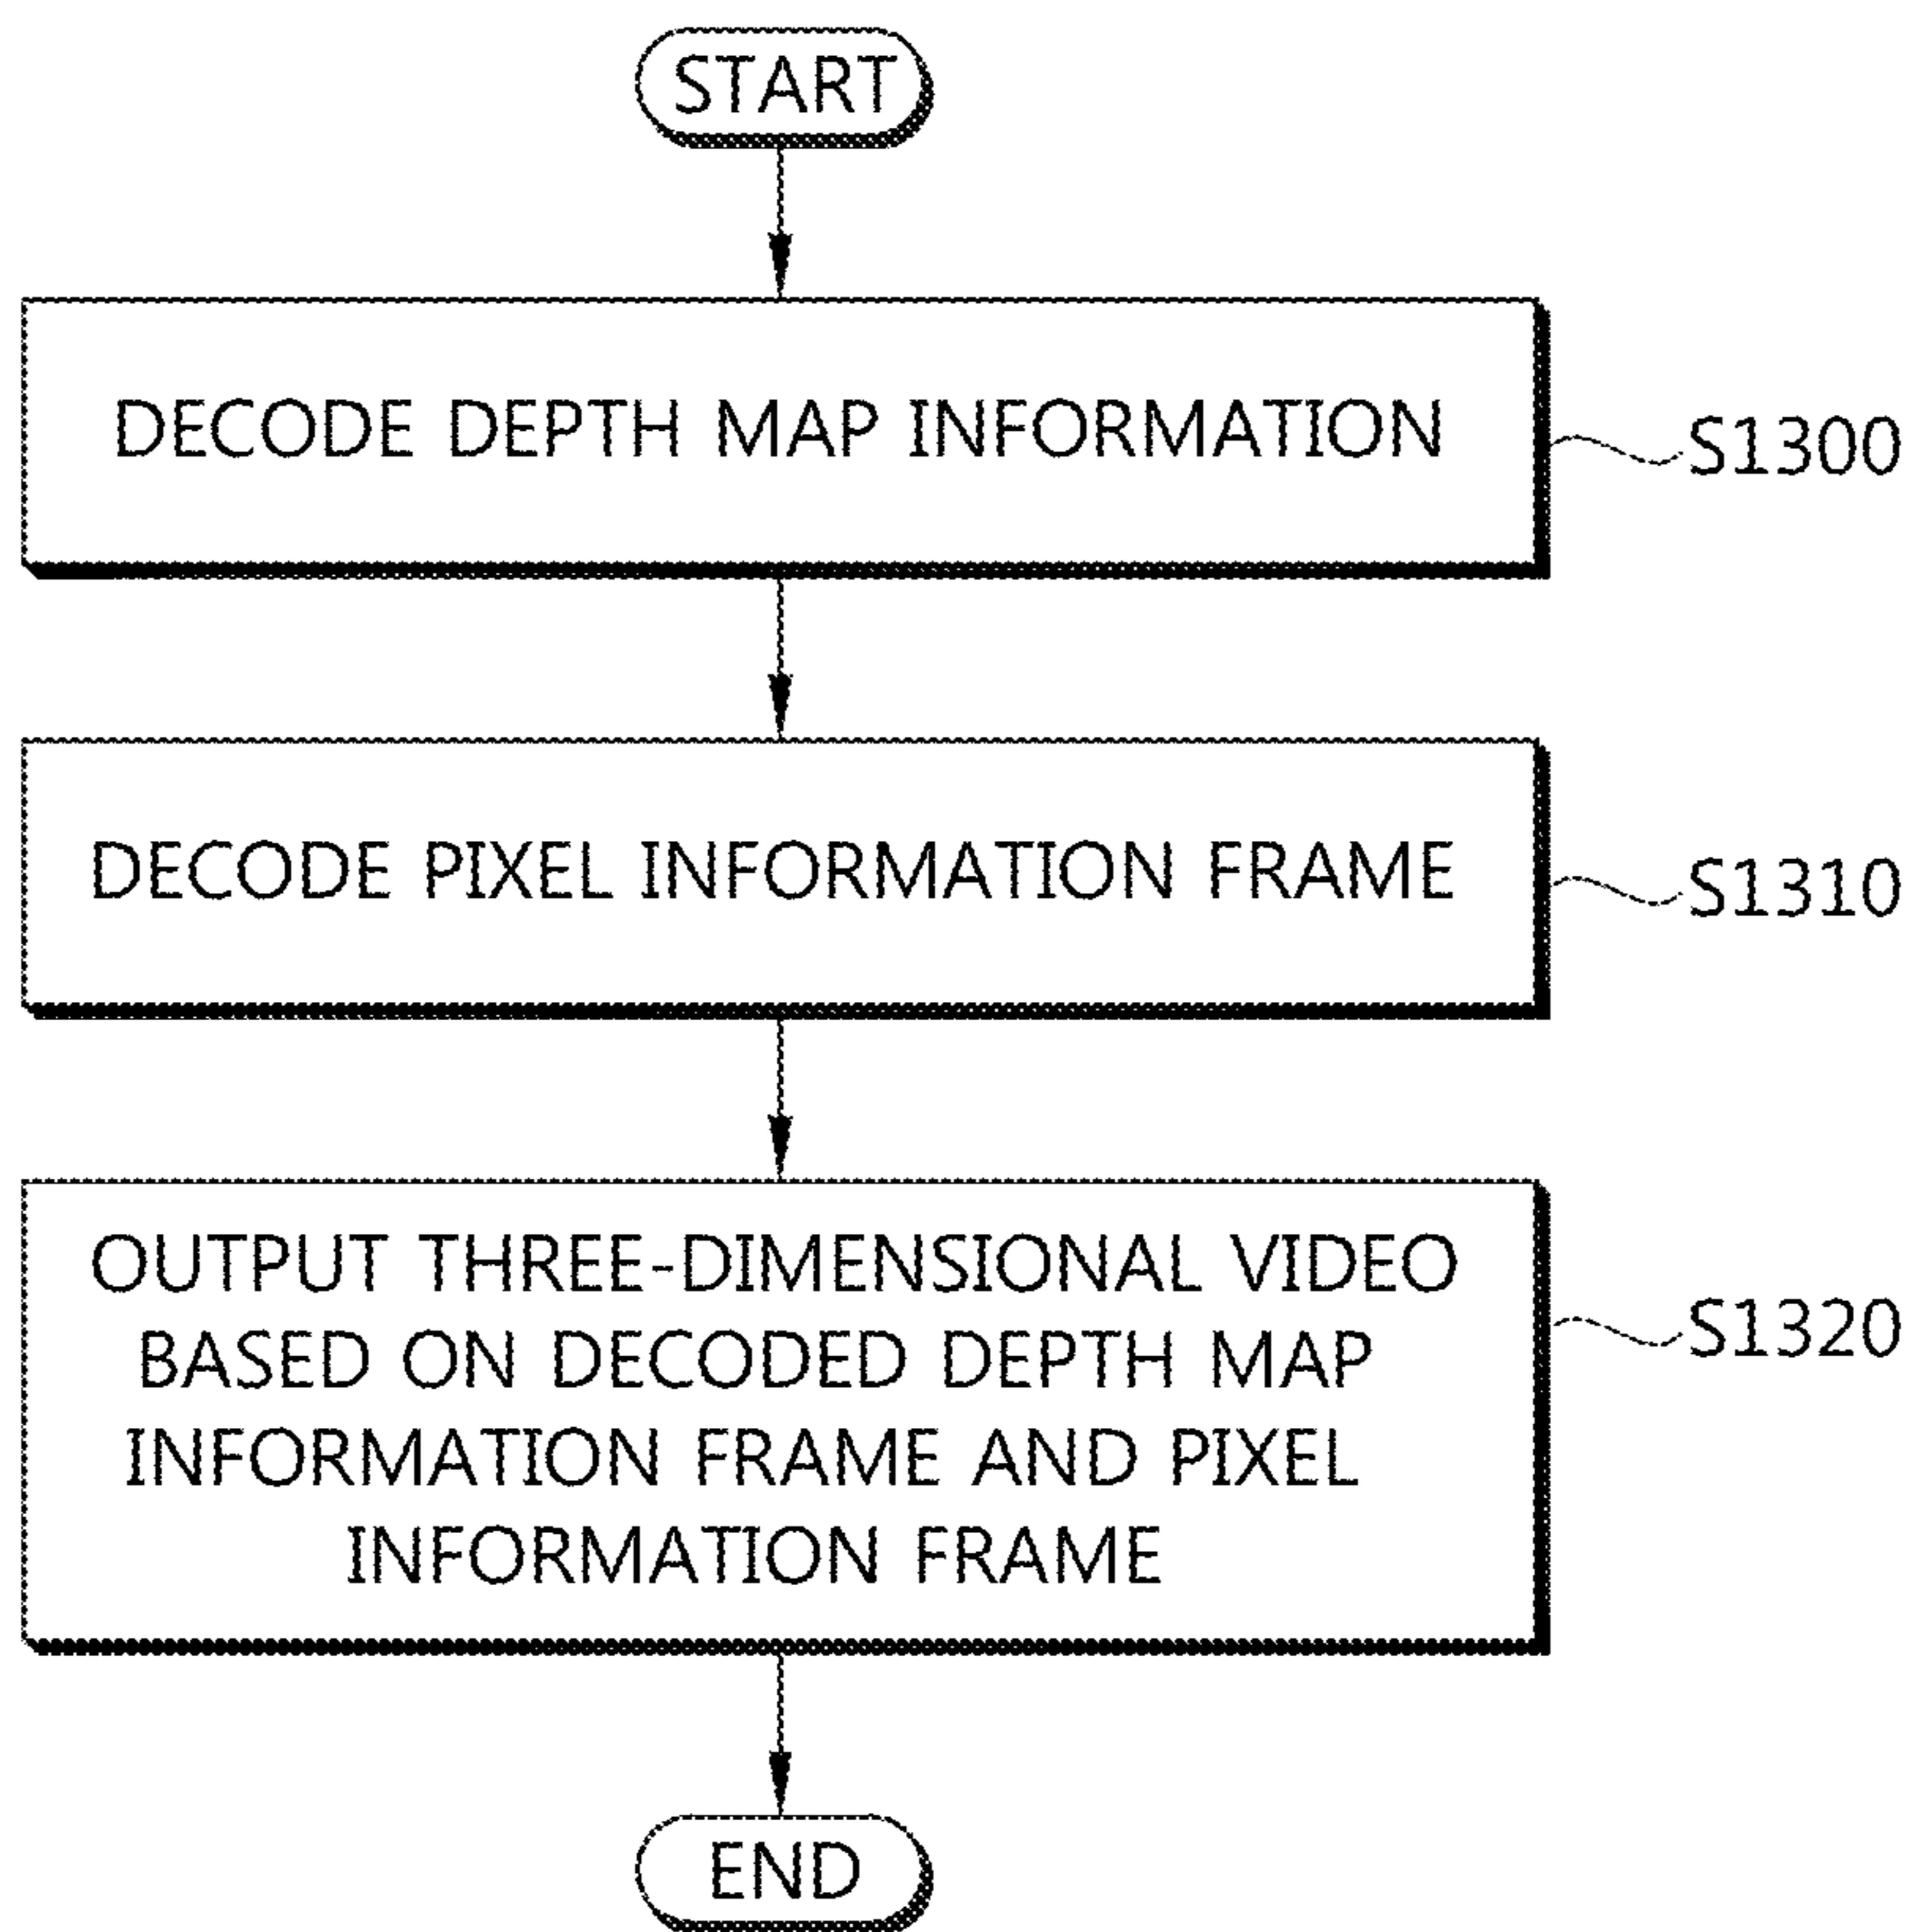 START
DECODE DEPTH MAP INFORMATION
S1300
DECODE PIXEL INFORMATION FRAME
S1310
OUTPUT THREE-DIMENSIONAL VIDEO
BASED ON DECODED DEPTH MAP
INFORMATION FRAME AND PIXEL
INFORMATION FRAME
S1320
END